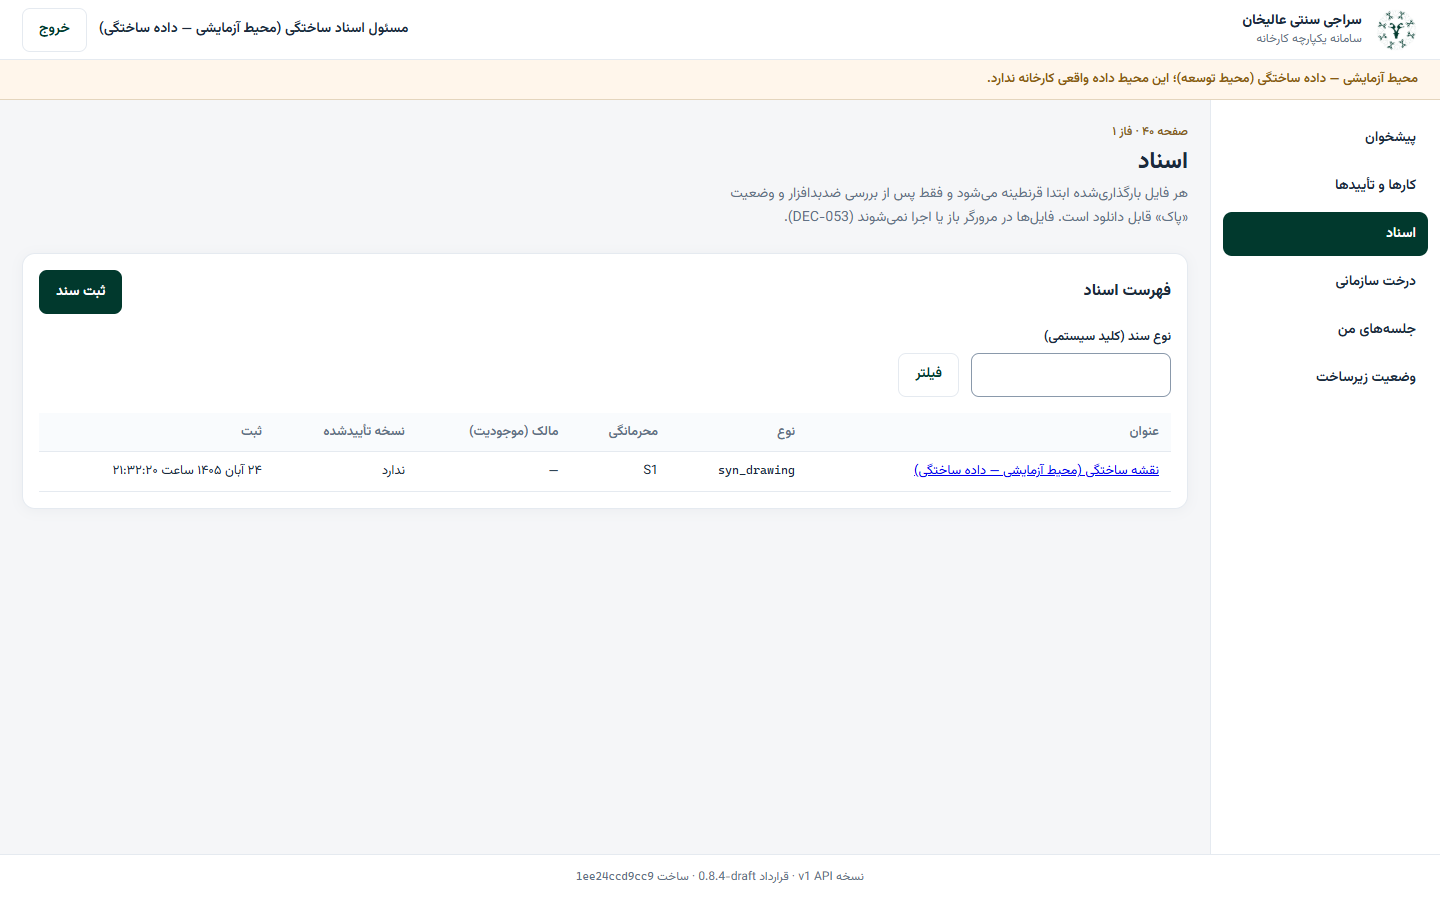 سراجی سنتی عالیخان
سامانه یکپارچه کارخانه
مسئول اسناد ساختگی (محیط آزمایشی — داده ساختگی)
خروج
محیط آزمایشی — داده ساختگی (محیط توسعه)؛ این محیط داده واقعی کارخانه ندارد.
پیشخوان
کارها و تأییدها
اسناد
درخت سازمانی
جلسه‌های من
وضعیت زیرساخت
صفحه ۴۰ · فاز ۱
اسناد
هر فایل بارگذاری‌شده ابتدا قرنطینه می‌شود و فقط پس از بررسی ضدبدافزار و وضعیت
«پاک» قابل دانلود است. فایل‌ها در مرورگر باز یا اجرا نمی‌شوند (DEC-053).
فهرست اسناد
ثبت سند
نوع سند (کلید سیستمی)
فیلتر
عنوان نوع محرمانگی مالک (موجودیت) نسخه تأییدشده ثبت
نقشه ساختگی (محیط آزمایشی — داده ساختگی) syn_drawing S1 — ندارد ۲۴ آبان ۱۴۰۵ ساعت ۲۱:۳۲:۲۰
نسخه v1 API · قرارداد 0.8.4-draft · ساخت 1ee24ccd9cc9